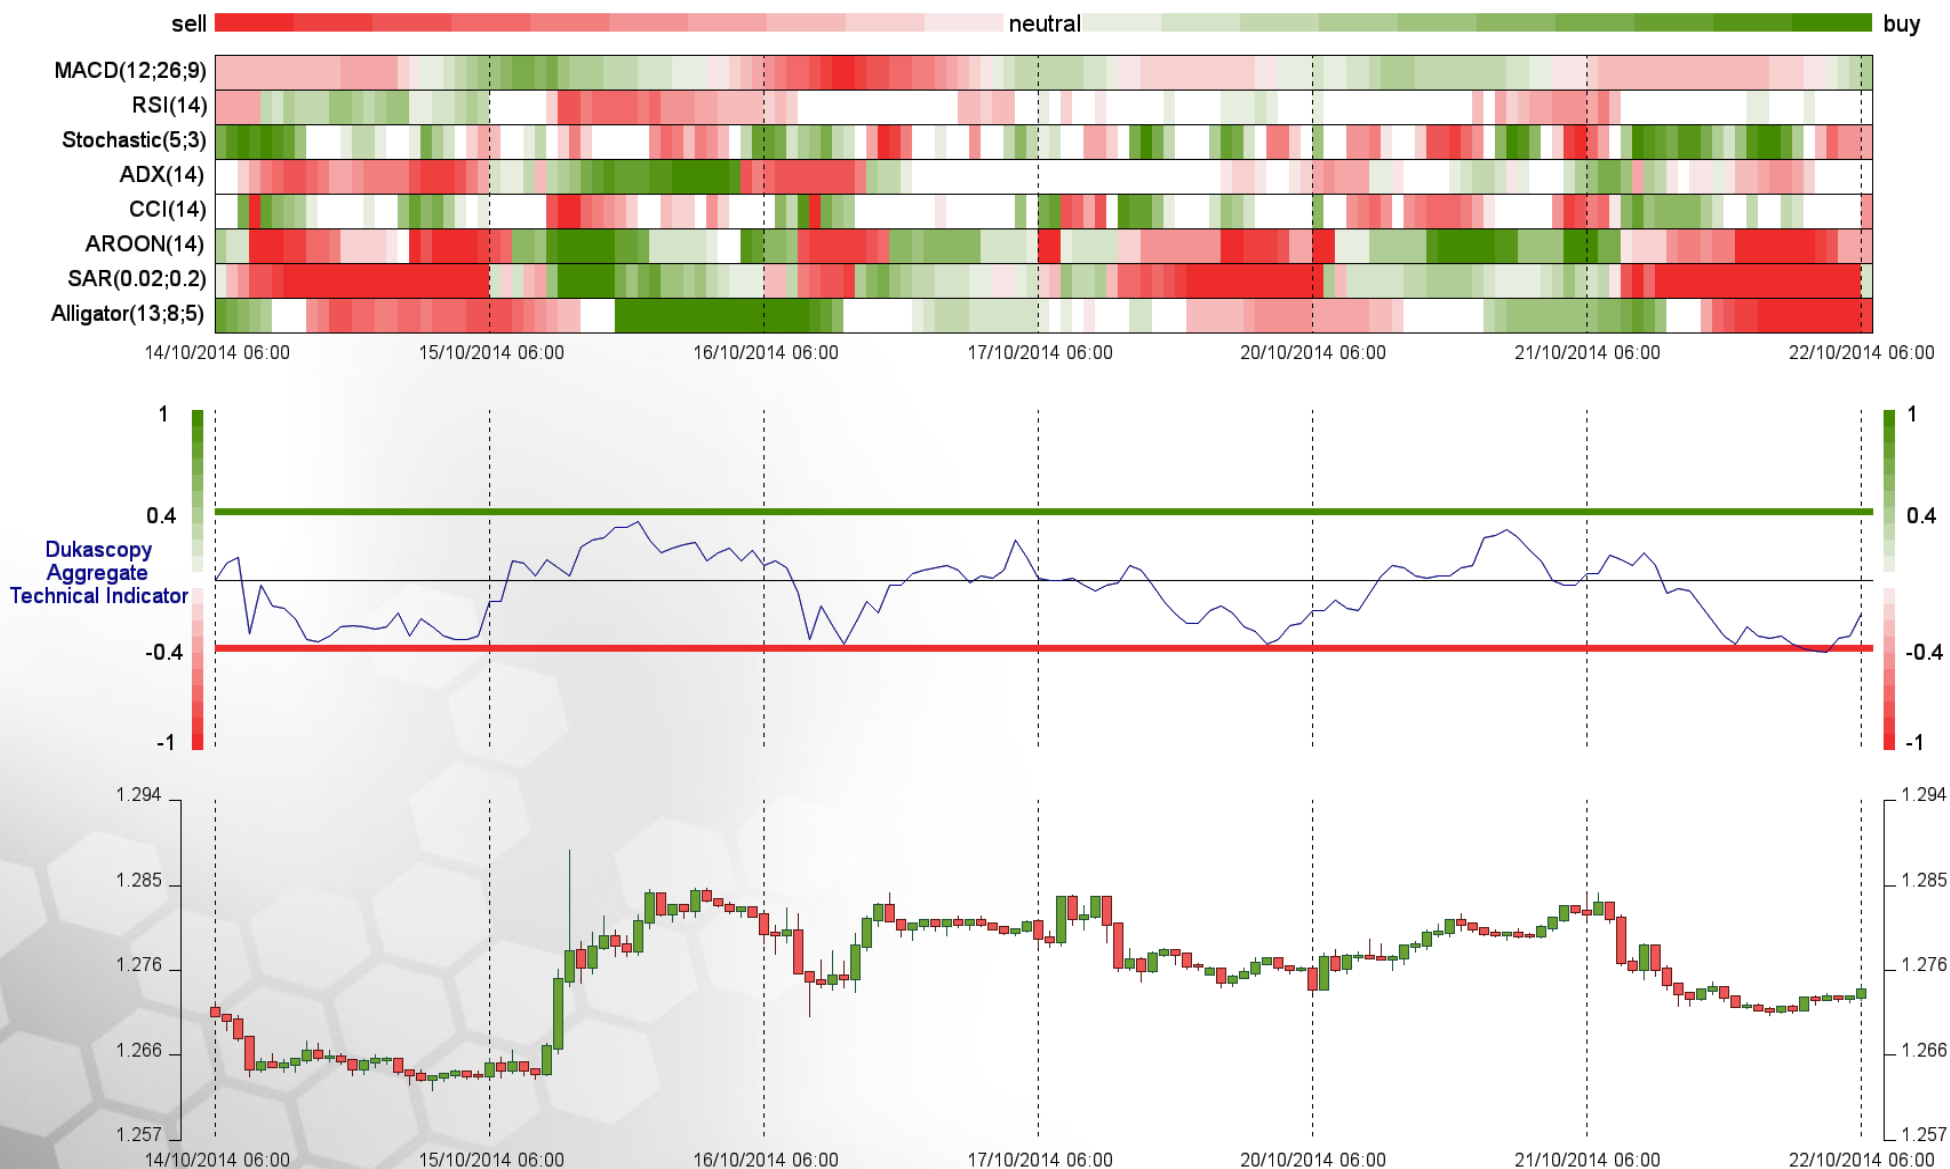 sell neutral buy
MACD(12;26;9)
RSI(14)
Stochastic(5;3)
ADX(14)
CCI(14)
AROON(14)
SAR(0.02;0.2)
Alligator(13;8;5)
14/10/2014 06:00 15/10/2014 06:00 16/10/2014 06:00 17/10/2014 06:00 20/10/2014 06:00 21/10/2014 06:00 22/10/2014 06:00
1 1
0.4 0.4
Dukascopy
Aggregate
Technical Indicator
-0.4 -0.4
-1 -1
1.294 1.294
1.285 1.285
1.276 1.276
1.266 1.266
1.257 1.257
14/10/2014 06:00 15/10/2014 06:00 16/10/2014 06:00 17/10/2014 06:00 20/10/2014 06:00 21/10/2014 06:00 22/10/2014 06:00